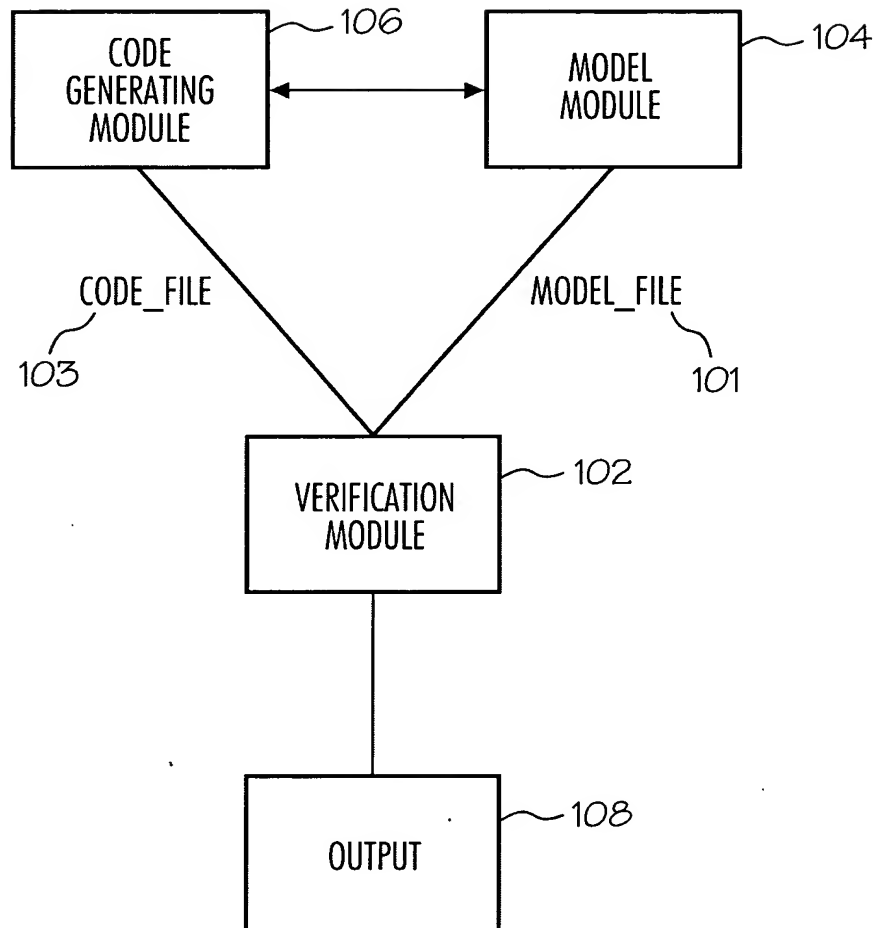 CODE
GENERATING
MODULE
106
MODEL
MODULE
104
CODE_FILE
103
MODEL_FILE
101
VERIFICATION
MODULE
102
OUTPUT
108